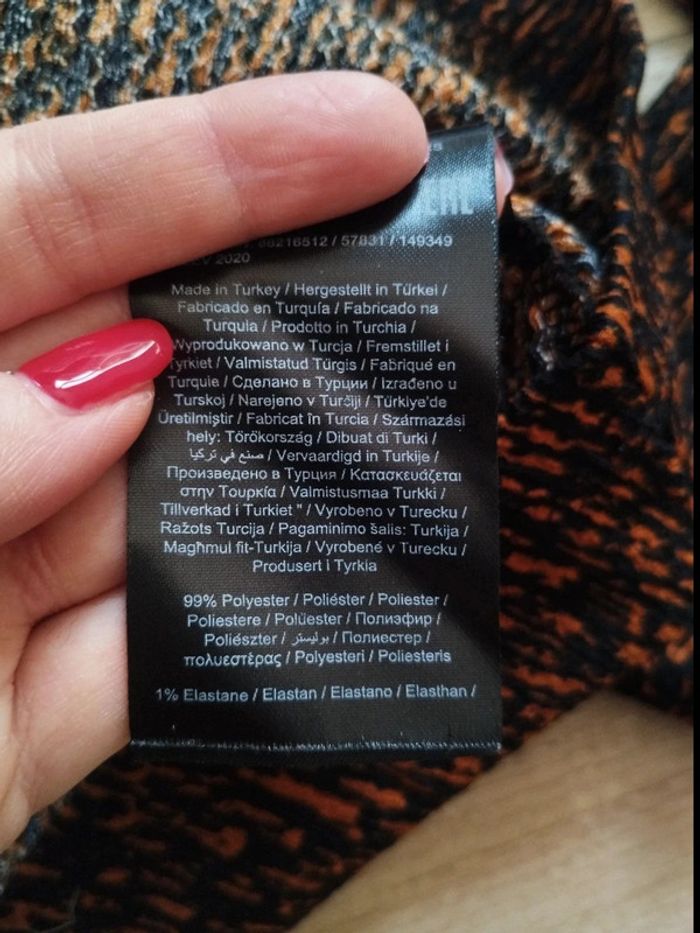 EAC
68216512 / 57831 / 149349
2020
Made in Turkey / Hergestellt in Türkei /
Fabricado en Turquía / Fabricado na
Turquia / Prodotto in Turchia /
Wyprodukowano w Turcja / Fremstillet i
Tyrkiet / Valmistatud Türgis / Fabriqué en
Turquie / Сделано в Турции / Izrađeno u
Turskoj / Narejeno v Turčiji / Türkiye'de
Üretilmiştir / Fabricat în Turcia / Származási
hely: Törökország / Dibuat di Turki /
صنع في تركيا / Vervaardigd in Turkije /
Произведено в Турция / Κατασκευάζεται
στην Τουρκία / Valmistusmaa Turkki /
Tillverkad i Turkiet " / Vyrobeno v Turecku /
Ražots Turcija / Pagaminimo šalis: Turkija /
Magħmul fit-Turkija / Vyrobené v Turecku /
Produsert i Tyrkia
99% Polyester / Poliéster / Poliester /
Poliestere / Polüester / Полиэфир /
Poliészter / بوليستر / Полиестер /
πολυεστέρας / Polyesteri / Poliesteris
1% Elastane / Elastan / Elastano / Elasthan /